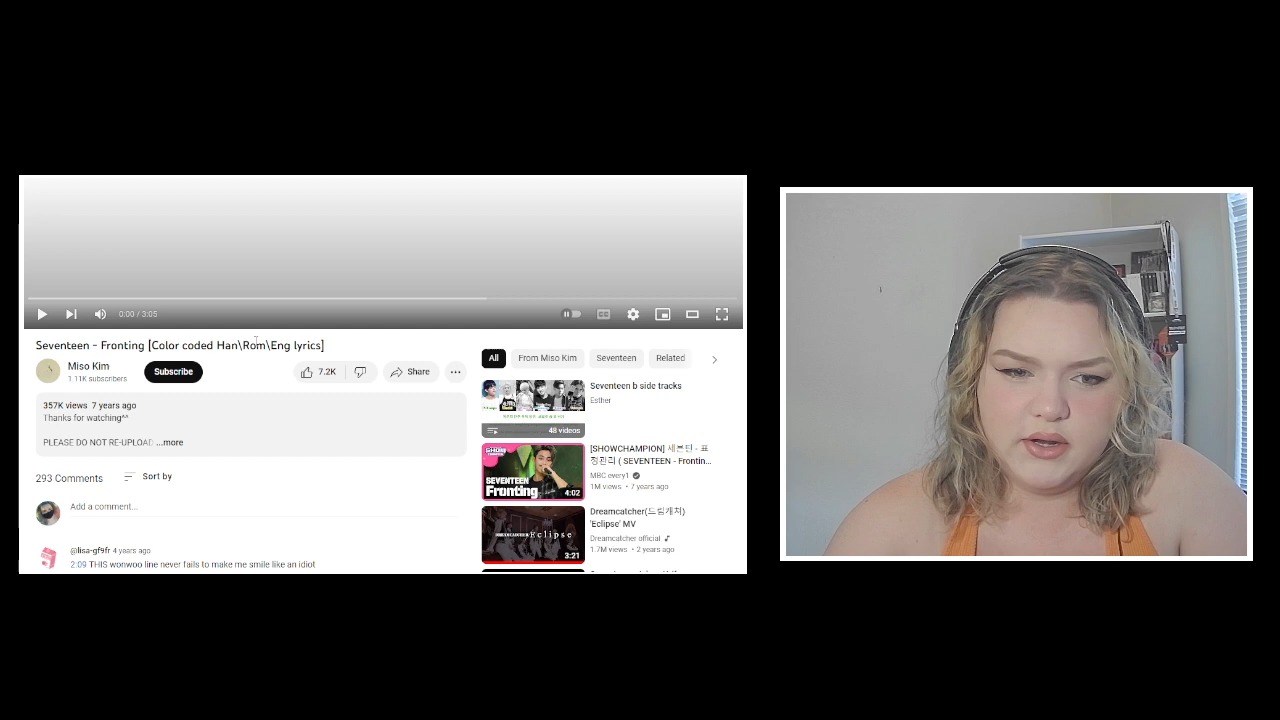 0:00 / 3:05
Seventeen - Fronting [Color coded Han\Rom\Eng lyrics]
Miso Kim
1.11K subscribers
Subscribe
7.2K
Share
357K views 7 years ago
Thanks for watching^^
PLEASE DO NOT RE-UPLOAD ...more
293 Comments
Sort by
Add a comment...
@lisa-gf9fr 4 years ago
2:09 THIS wonwoo line never fails to make me smile like an idiot
All
From Miso Kim
Seventeen
Related
Seventeen b side tracks
Esther
48 videos
[SHOWCHAMPION] 세븐틴 - 표
정관리 ( SEVENTEEN - Frontin...
MBC every1
1M views • 7 years ago
SEVENTEEN
Fronting
4:02
Dreamcatcher(드림캐쳐)
'Eclipse' MV
Dreamcatcher official
1.7M views • 2 years ago
Eclipse
3:21